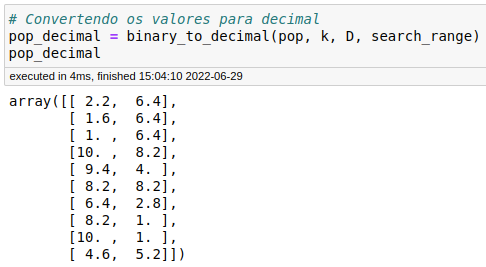 # Convertendo os valores para decimal
pop_decimal = binary_to_decimal(pop, k, D, search_range)
pop_decimal
executed in 4ms, finished 15:04:10 2022-06-29
array([[ 2.2,  6.4],
       [ 1.6,  6.4],
       [ 1. ,  6.4],
       [10. ,  8.2],
       [ 9.4,  4. ],
       [ 8.2,  8.2],
       [ 6.4,  2.8],
       [ 8.2,  1. ],
       [10. ,  1. ],
       [ 4.6,  5.2]])